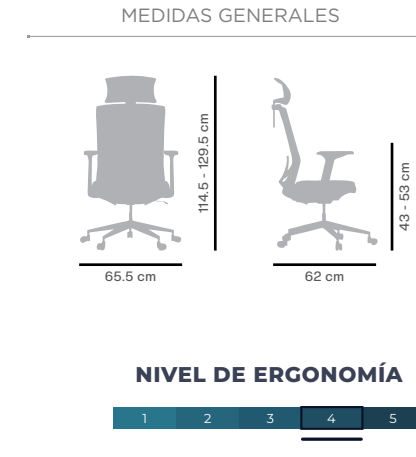 MEDIDAS GENERALES
114.5 - 129.5 cm
43 - 53 cm
65.5 cm
62 cm
NIVEL DE ERGONOMÍA
1 2 3 4 5